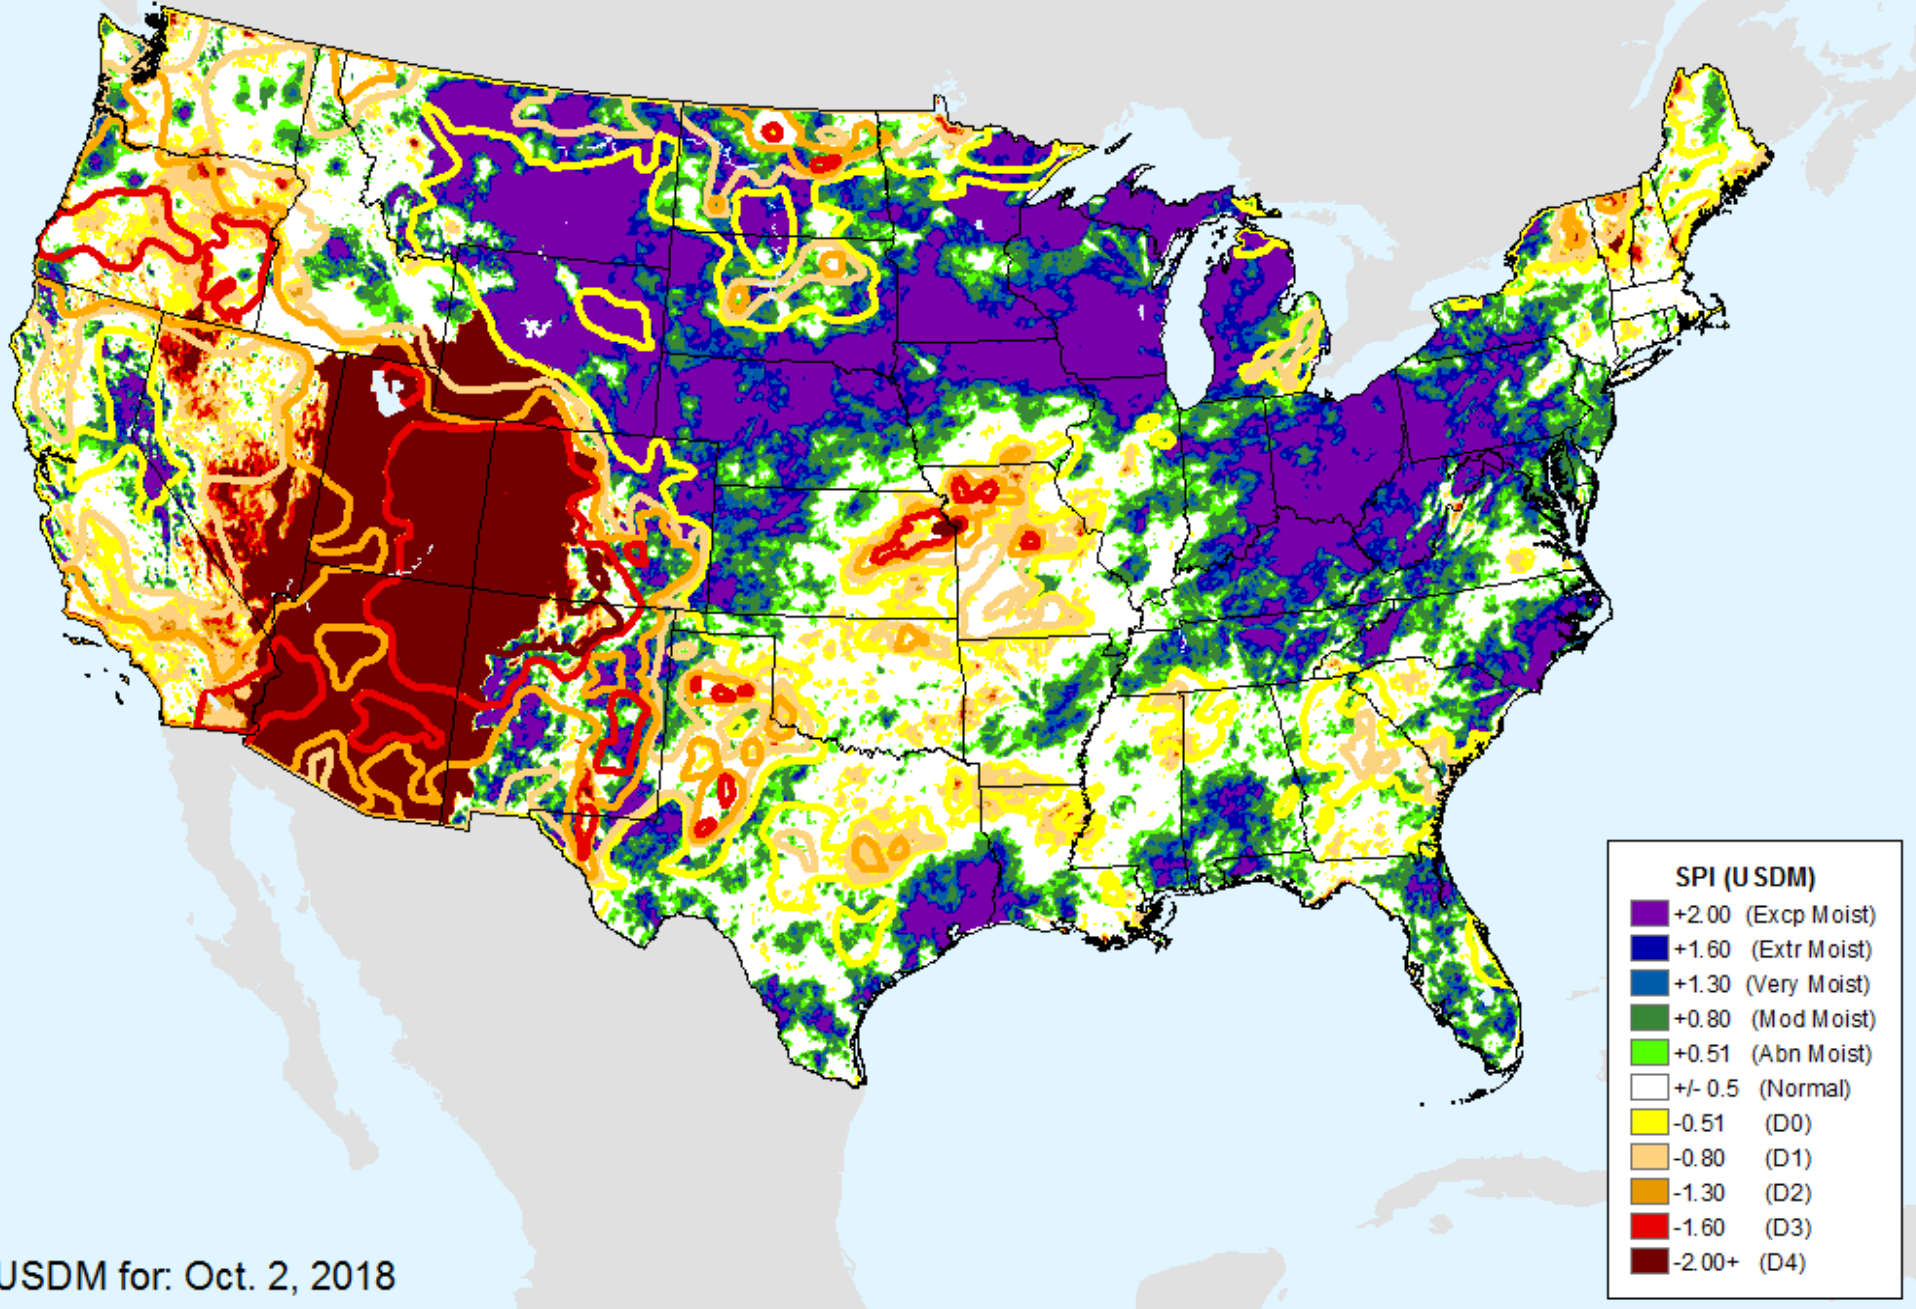 SPI (USDM)
+2.00 (Excp Moist)
+1.60 (Extr Moist)
+1.30 (Very Moist)
+0.80 (Mod Moist)
+0.51 (Abn Moist)
+/- 0.5 (Normal)
-0.51 (D0)
-0.80 (D1)
-1.30 (D2)
-1.60 (D3)
-2.00+ (D4)
USDM for: Oct. 2, 2018